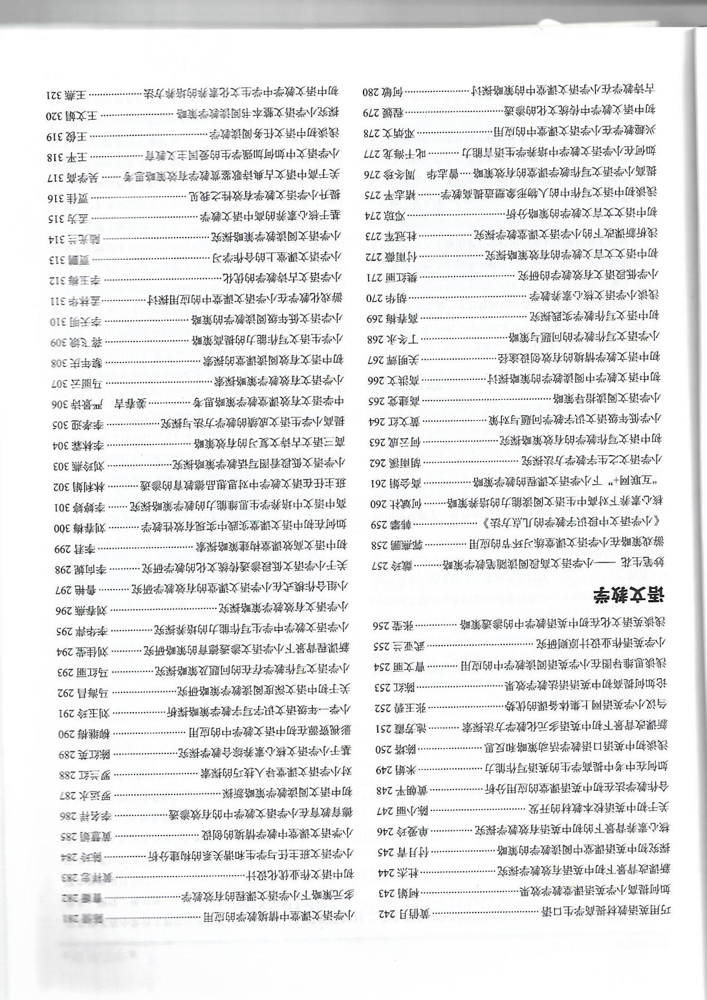 巧用英语教材提高学生口语………………………黄俏月 242
如何提高小学英语课堂教学效果………………………柯娟 243
新课改背景下初中英语有效教学探究………………杜杰 244
探究初中英语课堂中阅读教学的策略……………付月青 245
核心素养背景下的初中英语有效教学探究…………单爱玲 246
关于初中英语校本教材的开发………………………陈小丽 247
合作教学法在初中英语课堂的应用分析……………黄朝平 248
如何在中考中提高学生的英语写作能力……………米娟 249
浅谈初中英语口语教学活动策略和反思……………陈塔 250
新课改背景下初中英语多元化教学方法探索…………池芳霞 251
刍议小学英语网上集体备课的优势…………………张玉碧 252
论如何提高初中英语语法教学效果…………………陈红 253
浅谈思维导图在小学英语阅读教学中的应用…………曹文丽 254
小学英语作业设计原则研究…………………………武亚兰 255
浅谈英语文化在初中英语教学中的渗透策略…………张莹 256
语文教学
妙笔生花 ——小学语文高段阅读随笔教学策略………戴玲 257
游戏策略在小学语文课堂练习环节的应用……………郭燕鹏 258
《小学语文中段识字教学的几点方法》………………韩攀 259
核心素养下对高中生语文阅读能力的培养策略………何斌社 260
“互联网+”下小学语文课程的教学策略……………高会娟 261
小学语文之生字教学方法探究………………………胡雨溪 262
初中语文写作教学的有效策略探究…………………何云成 263
小学低年级语文识字教学问题与对策………………黄文红 264
小学语文阅读指导策略………………………………高建党 265
初中语文教学中阅读教学的策略探讨………………高洪文 266
初中语文教学情境的有效创设途径…………………关明辉 267
小学语文写作教学的问题与策略……………………丁冬永 268
初中语文写作教学实践探究…………………………高春梅 269
浅谈小学语文核心素养教学…………………………胡华 270
小学低段语文有效教学的研究………………………樊红丽 271
初中语文文言文教学的有效策略探究………………付雨薇 272
浅析新课改下的小学语文课堂教学探究……………杜冠军 273
初中语文文言文教学的策略分析……………………邓琼 274
浅谈初中语文写作中的人物形象塑造提高教学………褚志平 275
提高小学语文写作教学课堂的有效策略…曾志华 周冬珍 276
如何在小学语文教学中培养学生语言能力…………叱干海龙 277
兴趣教学在小学语文课堂中的应用…………………邓炳文 278
初中语文教学中传统文化的渗透……………………程媛 279
古诗教学在小学语文课堂中的策略探讨……………何敏 280
小学语文课堂中情境教学的应用……………………陈倩 281
多元策略下小学语文课程的有效教学………………曹姗 282
初中语文作业优化设计………………………………黄祥忠 283
小学语文班主任与学生和谐关系的构建分析…………陈玲 284
小学语文课堂中教学情境的创设……………………黄慧娟 285
德育教育在小学语文教学中的有效渗透……………李名祥 286
初中语文阅读教学策略新探…………………………罗运水 287
对小学语文课堂导入技巧的探索……………………罗兰红 288
基于小学语文核心素养综合教学探究………………陈红英 289
影视资源在初中语文教学中的应用…………………柳继梅 290
小学一年级语文识字写字教学策略探析……………刘玉玲 291
关于初中语文深度阅读教学策略研究………………马海昌 292
小学语文写作教学存在的问题及策略探究…………马红丽 293
新课程背景下小学语文渗透德育的策略研究…………刘佳莹 294
小学语文教学中学生写作能力的培养探究…………李华萍 295
小学语文有效教学策略探究…………………………刘春燕 296
小组合作模式在小学语文课堂的有效教学研究………鲁艳 297
关于小学语文低段渗透传统文化的教学研究…………李向妮 298
初中语文高效课堂构建策略探索……………………李君 299
如何在初中语文课堂实践中实现有效性教学………刘春梅 300
高中语文中培养学生思维能力的教学策略探究……李婷婷 301
班主任在语文教学中对思想品德教育的渗透…………林利娟 302
小学语文低段看图写话教学策略探究………………刘玲燕 303
高三语文古诗文复习的有效策略……………………李林霖 304
提高小学生语文成绩的教学方法与探究……………李孝迎 305
中学语文有效课堂教学策略思考…………姜春吉 严景诗 306
小学语文有效教学策略探索…………………………马丽云 307
初中语文有效阅读课堂的探索………………………黎年庆 308
小学生语文写作能力的提高策略……………………蒋飞嫦 309
小学语文低年级阅读教学的策略……………………李天明 310
游戏化教学在小学语文课堂中的应用探讨…………孟林华 311
小学语文古诗教学的优化……………………………李玉梅 312
小学语文课堂上的合作学习…………………………贾鹏 313
小学语文阅读教学策略探究…………………………陆光兰 314
基于核心素养的高中语文教学………………………孟为 315
提升小学语文教学有效性之我见……………………贾佳 316
关于高中语文古典诗歌鉴赏教学有效策略思考……吴学高 317
小学语文中如何加强学生的爱国主义教育…………王平 318
浅谈初中语文任务阅读教学…………………………王俊 319
探究小学语文整本书阅读教学策略…………………王文娟 320
初中语文教学中学生文化素养的培养方法…………王燕 321